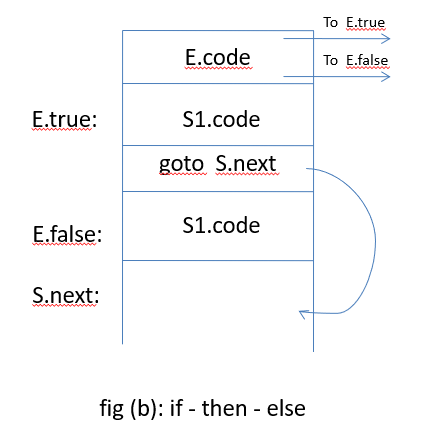 To E.true
E.code
To E.false
E.true:
S1.code
goto S.next
E.false:
S1.code
S.next:
fig (b): if - then - else